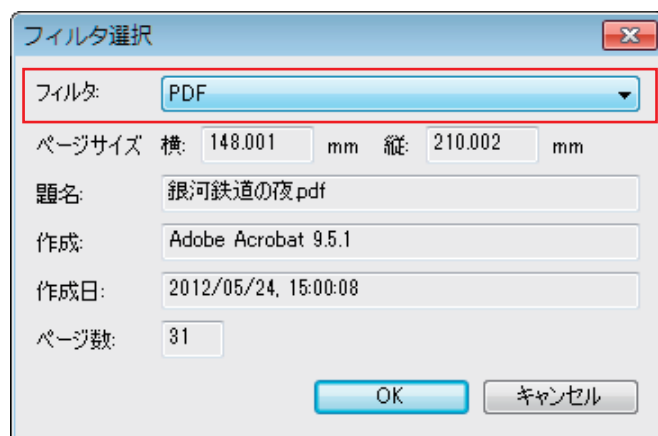 フィルタ選択
フィルタ: PDF
ページサイズ 横: 148.001 mm 縦: 210.002 mm
題名: 銀河鉄道の夜.pdf
作成: Adobe Acrobat 9.5.1
作成日: 2012/05/24, 15:00:08
ページ数: 31
OK キャンセル